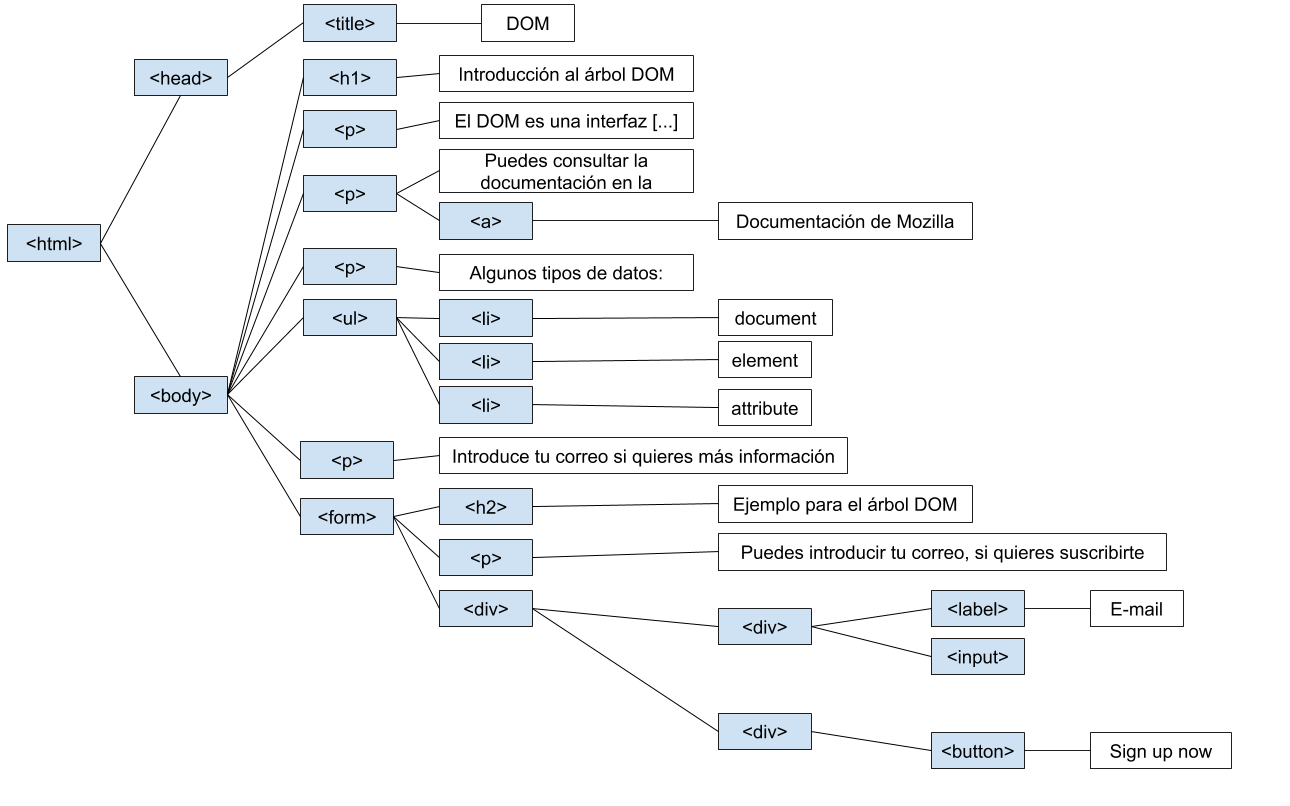 <title>
DOM
<head>
<h1>
Introducción al árbol DOM
<p>
El DOM es una interfaz [...]
<p>
Puedes consultar la
documentación en la
<a>
Documentación de Mozilla
<html>
<p>
Algunos tipos de datos:
<ul>
<li>
document
<li>
element
<li>
attribute
<body>
<p>
Introduce tu correo si quieres más información
<form>
<h2>
Ejemplo para el árbol DOM
<p>
Puedes introducir tu correo, si quieres suscribirte
<div>
<div>
<label>
E-mail
<input>
<div>
<button>
Sign up now